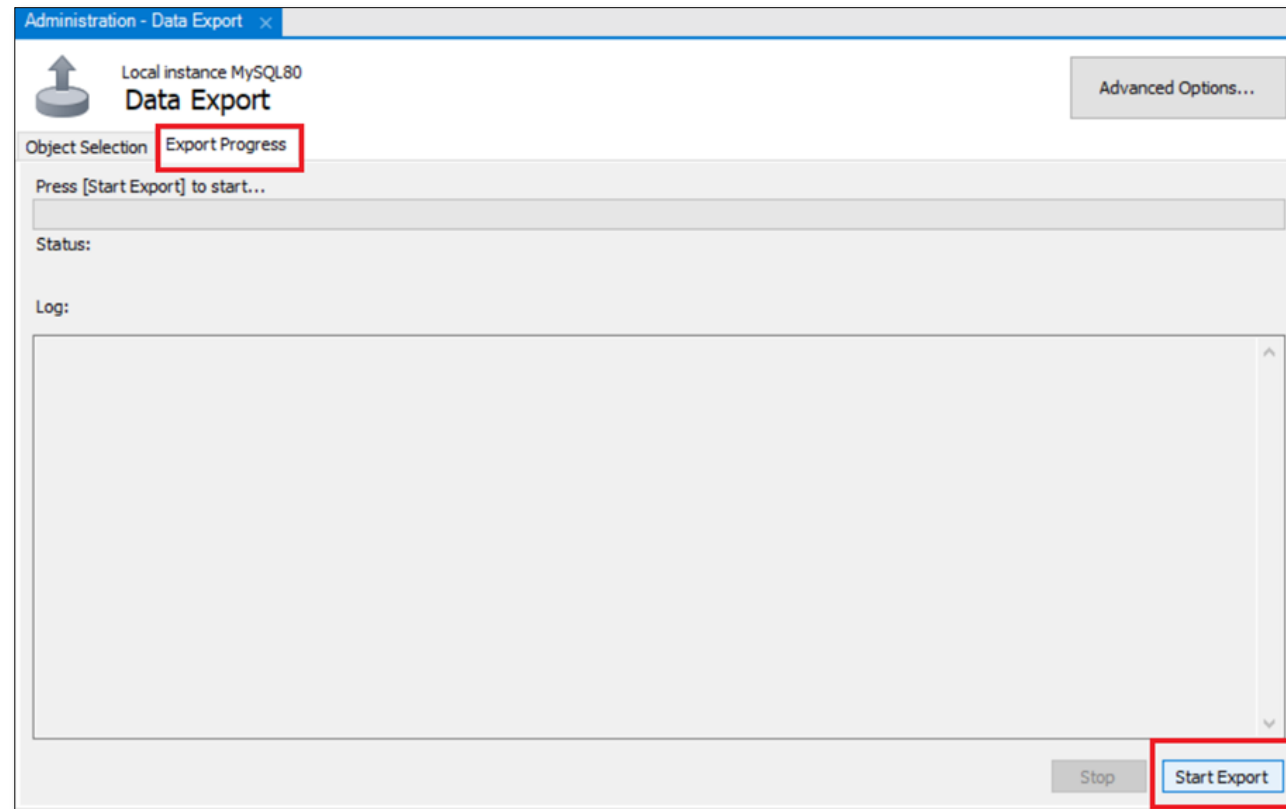 Administration - Data Export ×
Local instance MySQL80
Data Export
Advanced Options...
Object Selection Export Progress
Press [Start Export] to start...
Status:
Log:
Stop Start Export